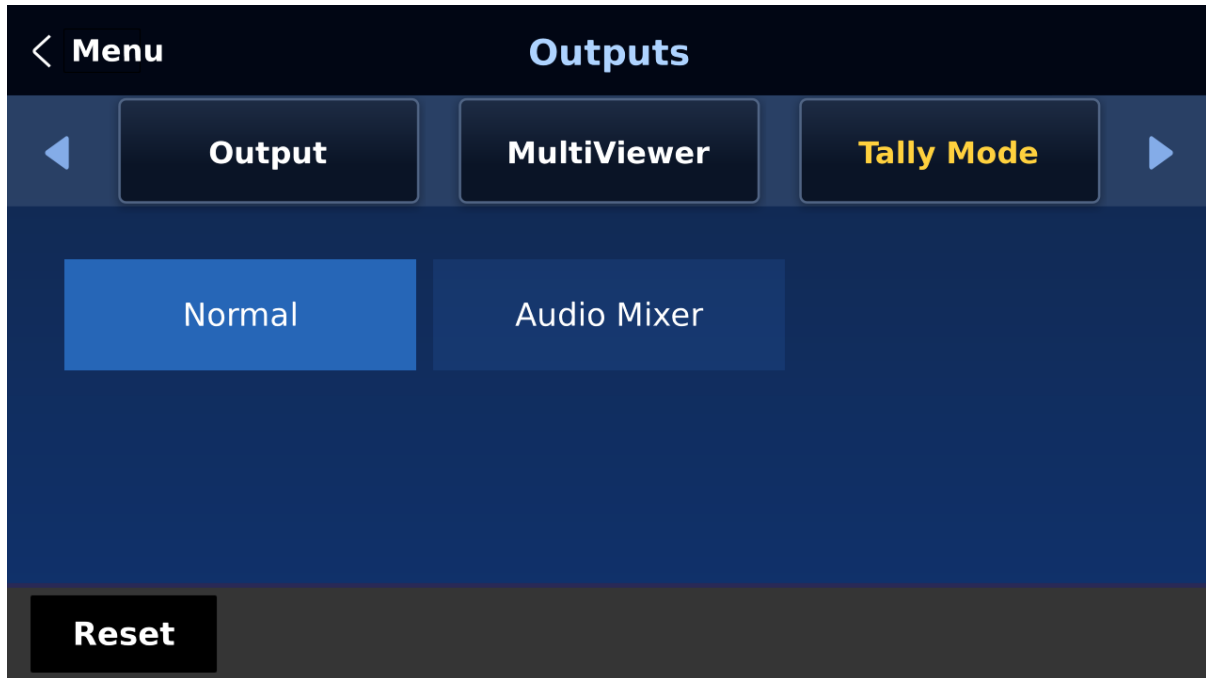 Menu
Outputs
Output
MultiViewer
Tally Mode
Normal
Audio Mixer
Reset